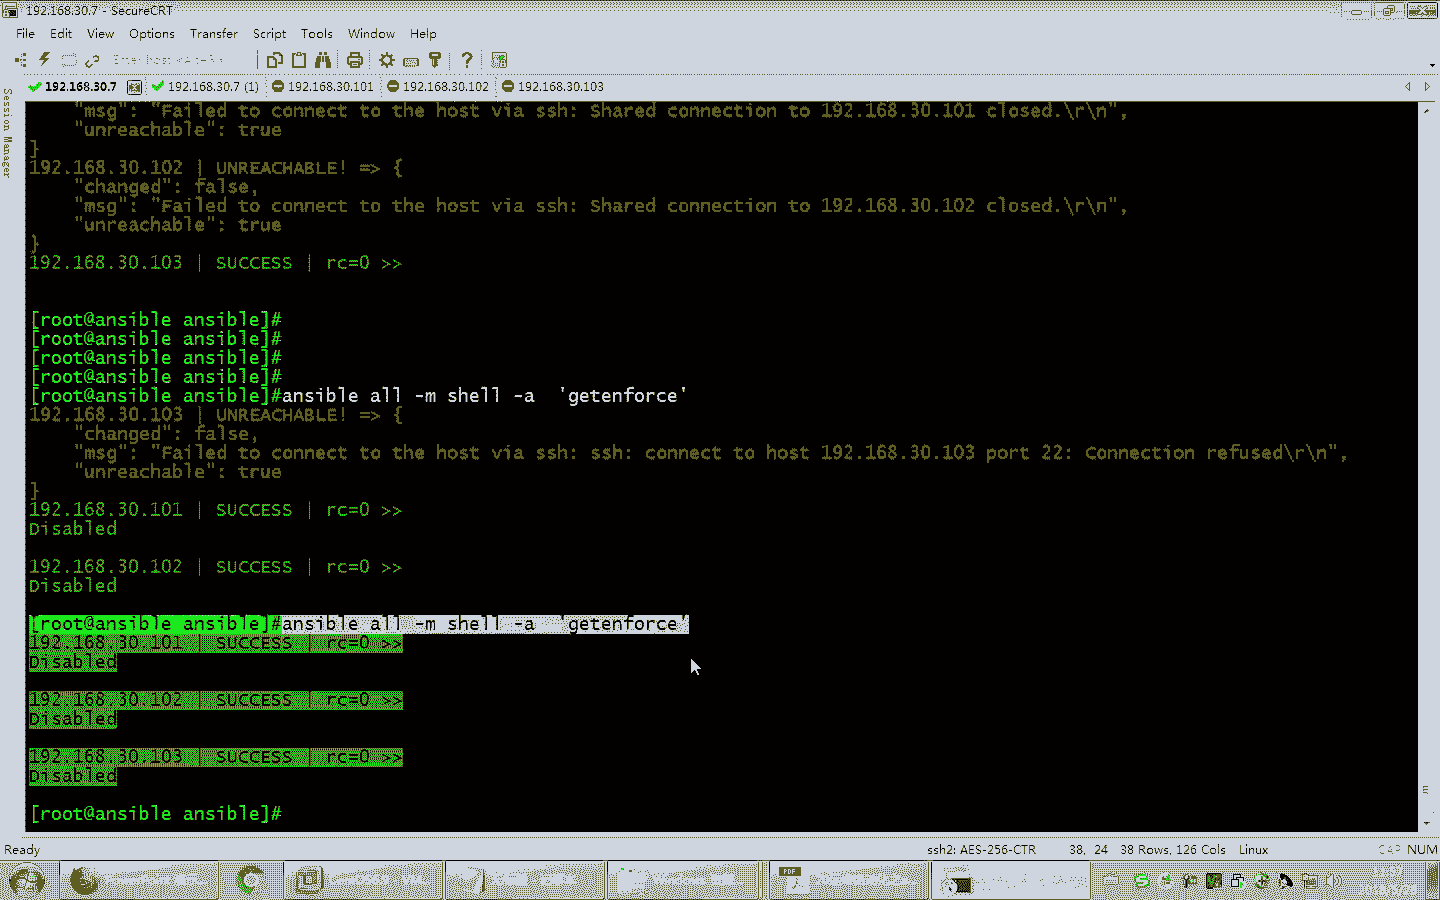 192.168.30.7 - SecureCRT
File Edit View Options Transfer Script Tools Window Help
Enter host <Alt+R>
192.168.30.7 192.168.30.7 (1) 192.168.30.101 192.168.30.102 192.168.30.103
Session Manager
"msg": "Failed to connect to the host via ssh: Shared connection to 192.168.30.101 closed.\r\n",
"unreachable": true
}
192.168.30.102 | UNREACHABLE! => {
"changed": false,
"msg": "Failed to connect to the host via ssh: Shared connection to 192.168.30.102 closed.\r\n",
"unreachable": true
}
192.168.30.103 | SUCCESS | rc=0 >>
[root@ansible ansible]#
[root@ansible ansible]#
[root@ansible ansible]#
[root@ansible ansible]#
[root@ansible ansible]#ansible all -m shell -a  'getenforce'
192.168.30.103 | UNREACHABLE! => {
"changed": false,
"msg": "Failed to connect to the host via ssh: ssh: connect to host 192.168.30.103 port 22: Connection refused\r\n",
"unreachable": true
}
192.168.30.101 | SUCCESS | rc=0 >>
Disabled
192.168.30.102 | SUCCESS | rc=0 >>
Disabled
[root@ansible ansible]#ansible all -m shell -a  'getenforce'
192.168.30.101 | SUCCESS | rc=0 >>
Disabled
192.168.30.102 | SUCCESS | rc=0 >>
Disabled
192.168.30.103 | SUCCESS | rc=0 >>
Disabled
[root@ansible ansible]#
Ready ssh2: AES-256-CTR 38, 24 38 Rows, 126 Cols Linux CAP NUM
PDF